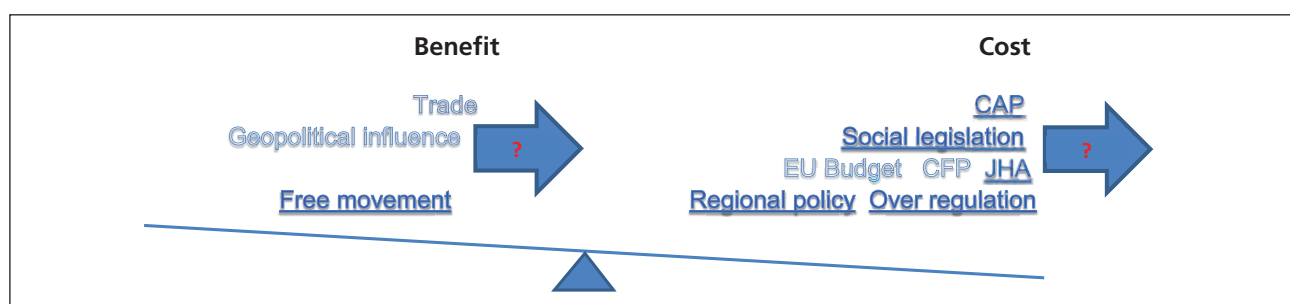 Benefit
Cost
Trade
Geopolitical influence
?
Free movement
CAP
Social legislation
EU Budget CFP JHA
Regional policy Over regulation
?